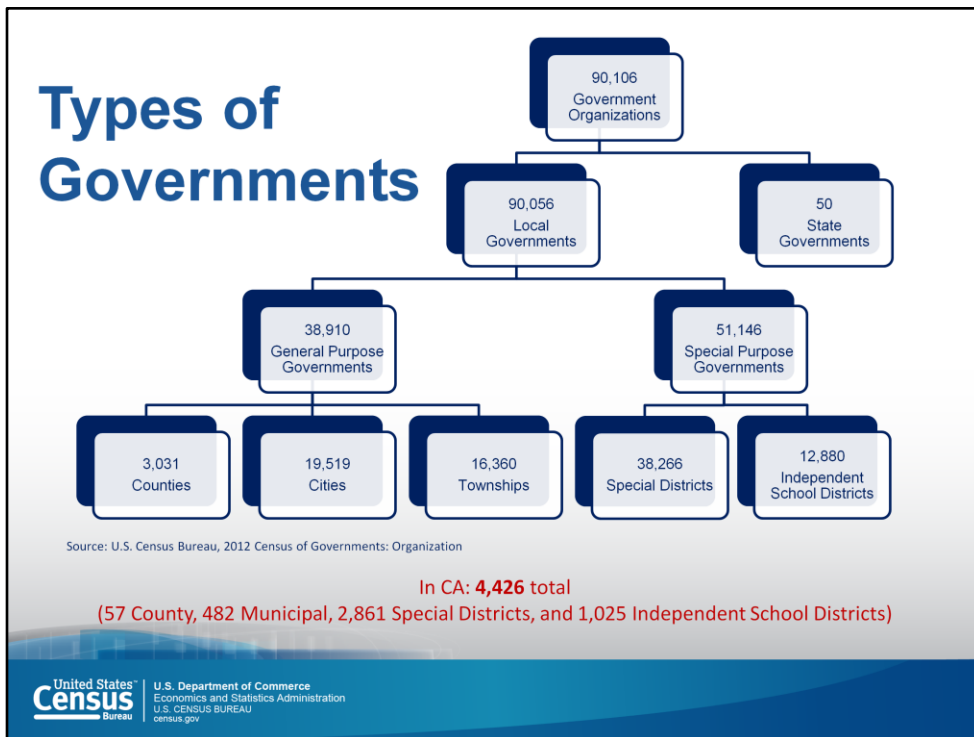 Types of
Governments
90,106
Government
Organizations
90,056
Local
Governments
50
State
Governments
38,910
General Purpose
Governments
51,146
Special Purpose
Governments
3,031
Counties
19,519
Cities
16,360
Townships
38,266
Special Districts
12,880
Independent
School Districts
Source: U.S. Census Bureau, 2012 Census of Governments: Organization
In CA: 4,426 total
(57 County, 482 Municipal, 2,861 Special Districts, and 1,025 Independent School Districts)
United States™
Census
Bureau
U.S. Department of Commerce
Economics and Statistics Administration
U.S. CENSUS BUREAU
census.gov